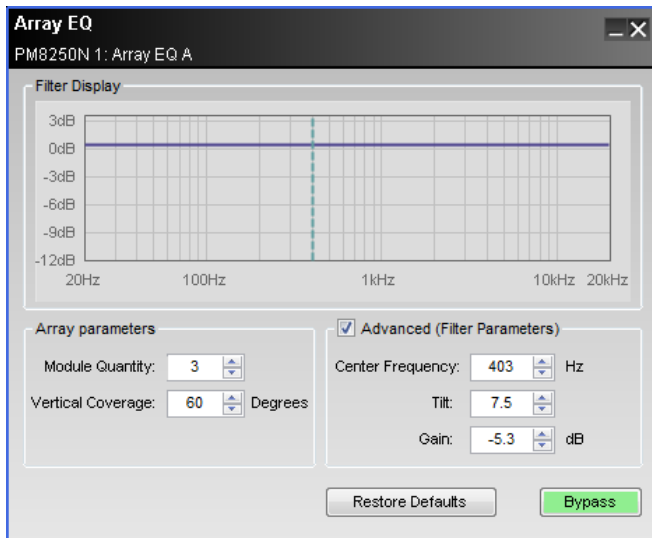 Array EQ
PM8250N 1: Array EQ A
Filter Display
3dB
0dB
-3dB
-6dB
-9dB
-12dB
20Hz 100Hz 1kHz 10kHz 20kHz
Array parameters
Module Quantity: 3
Vertical Coverage: 60 Degrees
Advanced (Filter Parameters)
Center Frequency: 403 Hz
Tilt: 7.5
Gain: -5.3 dB
Restore Defaults
Bypass